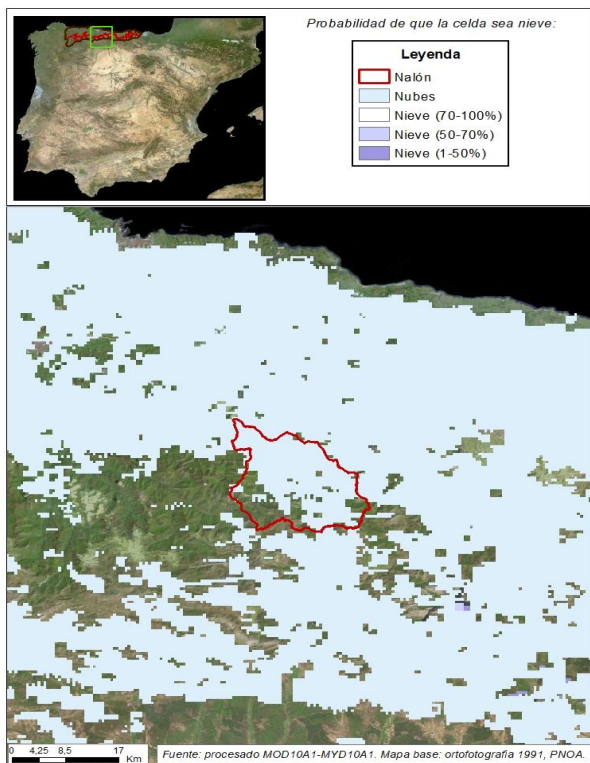 Probabilidad de que la celda sea nieve:
Leyenda
Nalón
Nubes
Nieve (70-100%)
Nieve (50-70%)
Nieve (1-50%)
0 4,25 8,5 17
Km
Fuente: procesado MOD10A1-MYD10A1. Mapa base: ortofotografia 1991, PNOA.